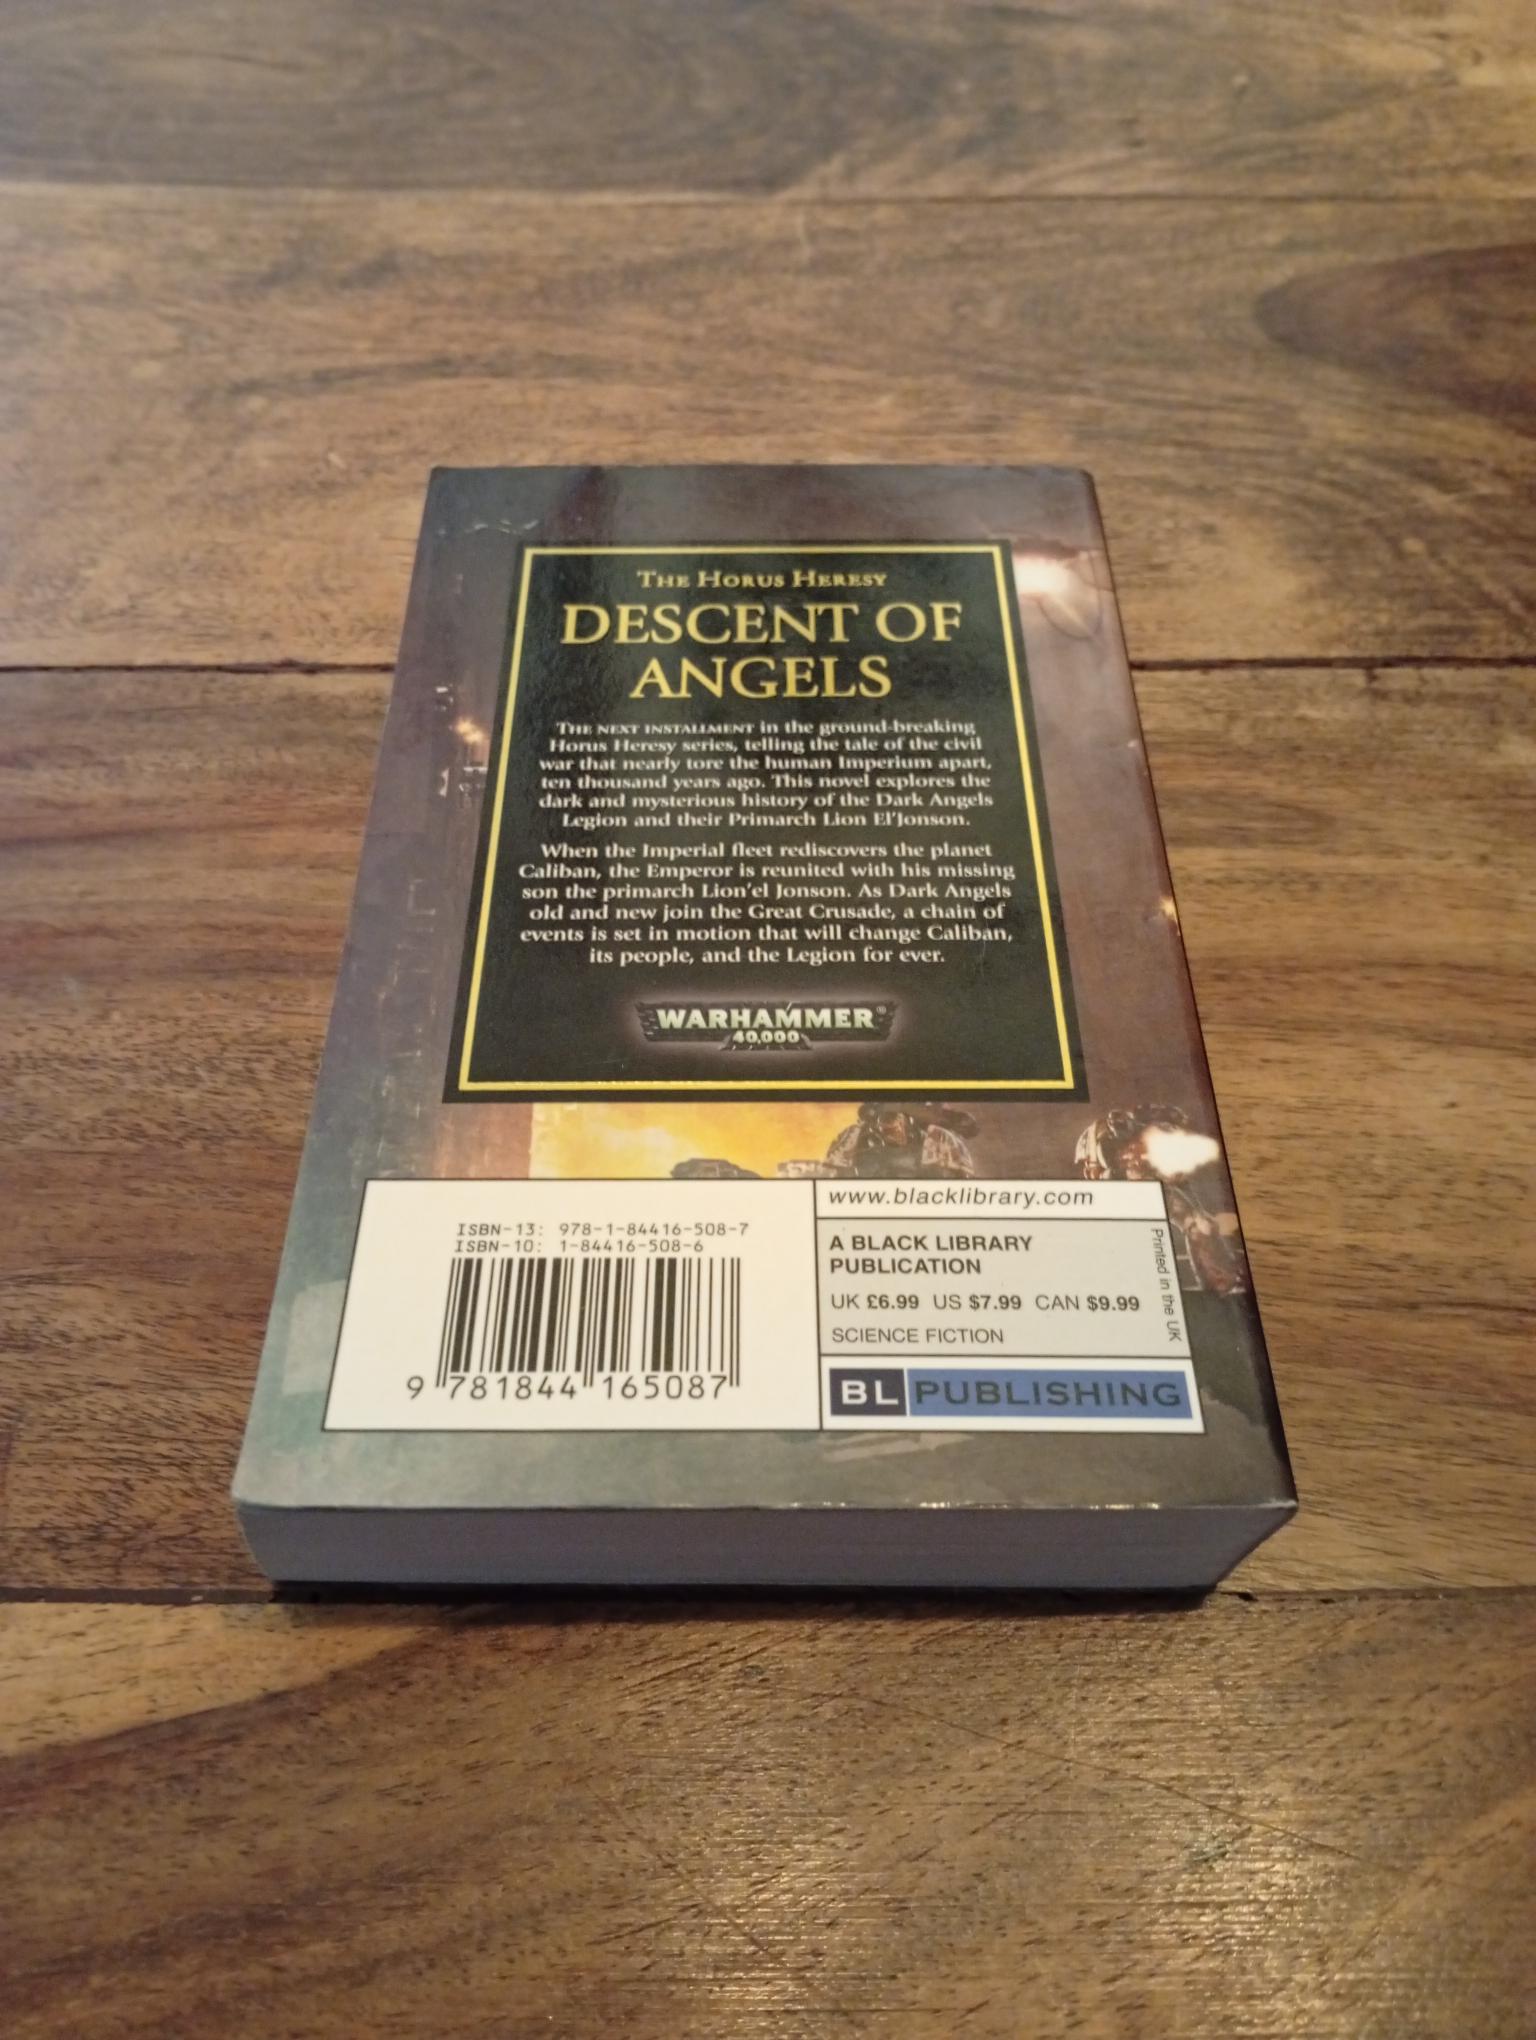 THE HORUS HERESY
DESCENT OF
ANGELS
THE NEXT INSTALLMENT in the ground-breaking
Horus Heresy series, telling the tale of the civil
war that nearly tore the human Imperium apart,
ten thousand years ago. This novel explores the
dark and mysterious history of the Dark Angels
Legion and their Primarch Lion El'Jonson.
When the Imperial fleet rediscovers the planet
Caliban, the Emperor is reunited with his missing
son the primarch Lion'el Jonson. As Dark Angels
old and new join the Great Crusade, a chain of
events is set in motion that will change Caliban,
its people, and the Legion for ever.
WARHAMMER®
40,000
ISBN-13: 978-1-84416-508-7
ISBN-10: 1-84416-508-6
9 781844 165087
www.blacklibrary.com
A BLACK LIBRARY
PUBLICATION
UK £6.99 US $7.99 CAN $9.99
SCIENCE FICTION
Printed in the UK
BL PUBLISHING